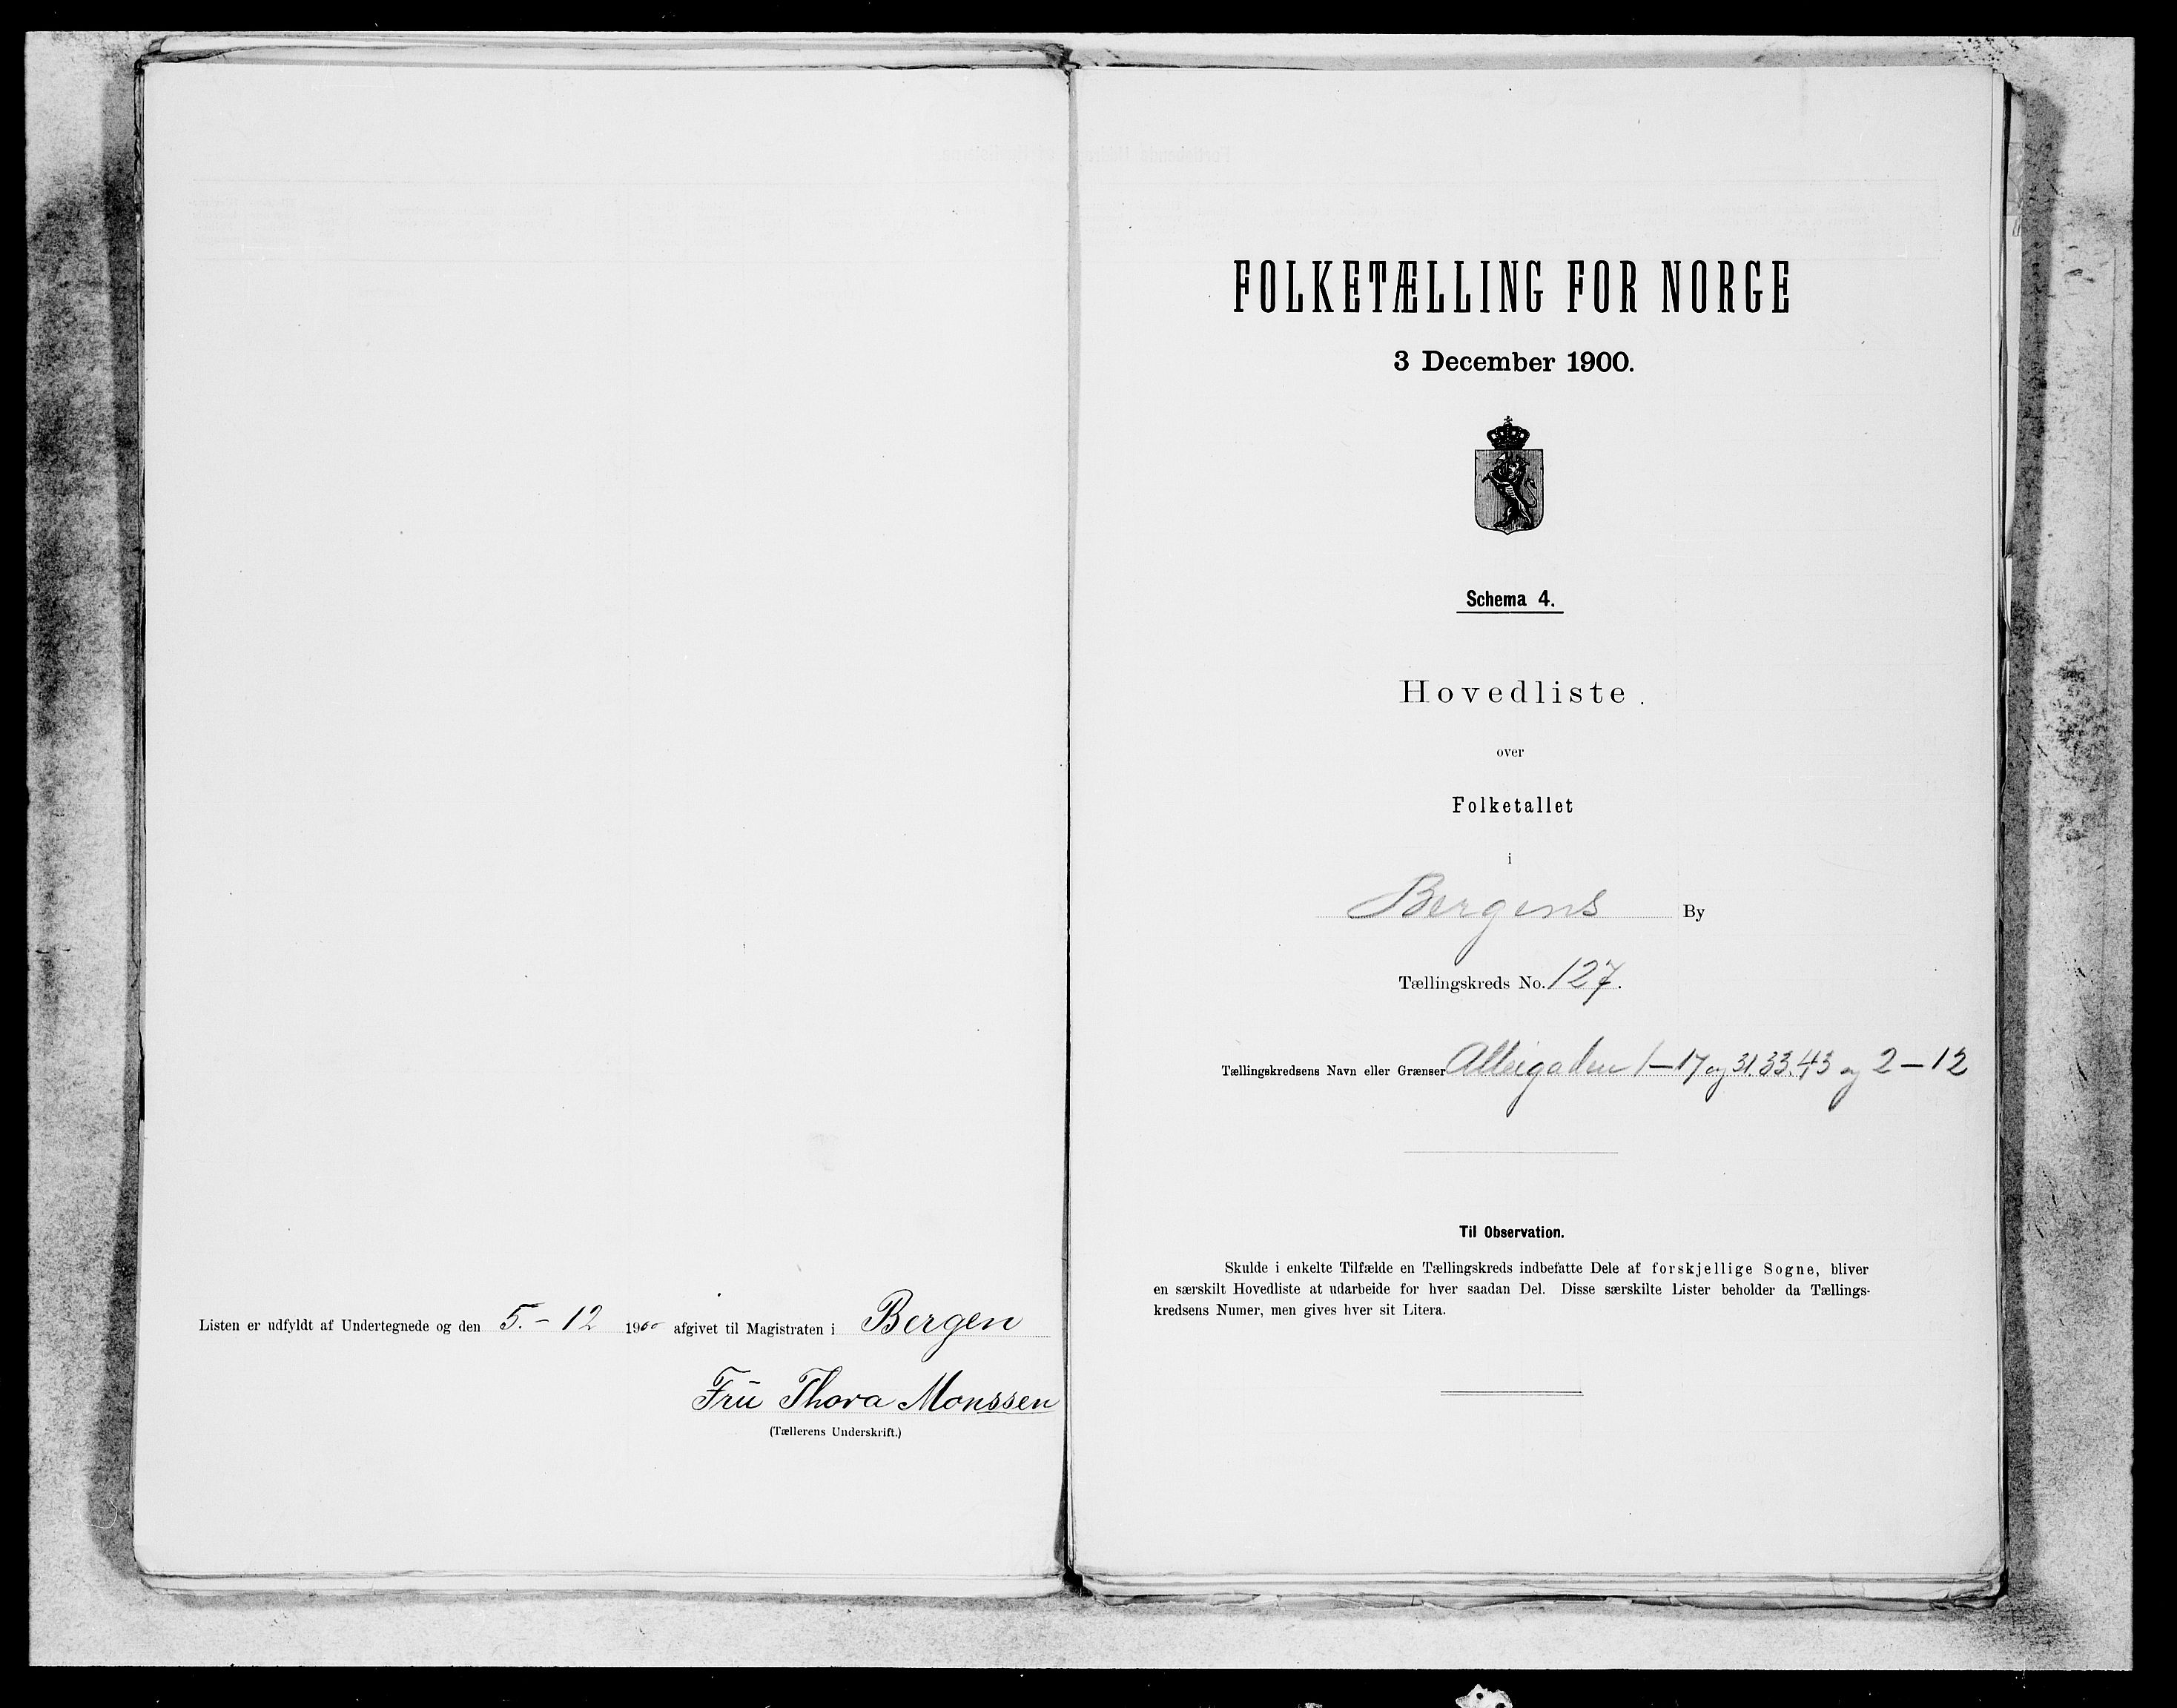 Listen er udfyldt af Undertegnede og den 5.- 12 1900 afgivet til Magistraten i Bergen
Frü Thora Monssen
(Tællerens Underskrift.)
FOLKETÆLLING FOR NORGE
3 December 1900.
Schema 4.
Hovedliste.
over
Folketallet
i
Bergens By
Tællingskreds No. 127.
Tællingskredsens Navn eller Grænser Alleigaden 1-17 og 31 33. 43 og 2-12
Til Observation.
Skulde i enkelte Tilfælde en Tællingskreds indbefatte Dele af forskjellige Sogne, bliver
en særskilt Hovedliste at udarbeide for hver saadan Del. Disse særskilte Lister beholder da Tællings-
kredsens Numer, men gives hver sit Litera.